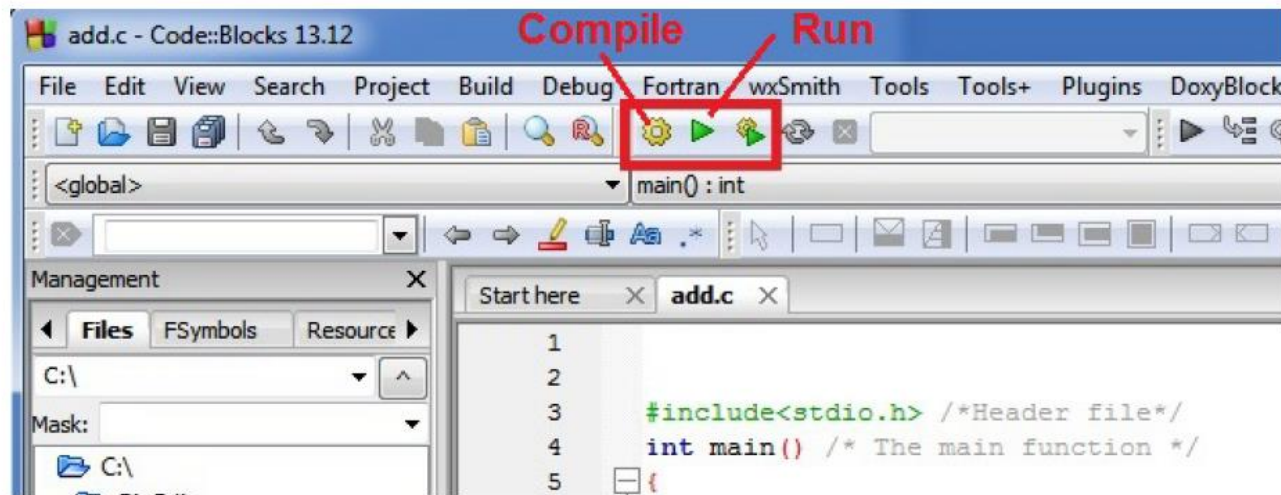 add.c - Code::Blocks 13.12
Compile Run
File Edit View Search Project Build Debug Fortran wxSmith Tools Tools+ Plugins DoxyBlock
<global> main() : int
Management X
Start here add.c
Files FSymbols Resource
1
C:\
2
3 #include<stdio.h> /*Header file*/
Mask:
4 int main() /* The main function */
C:\
5 {